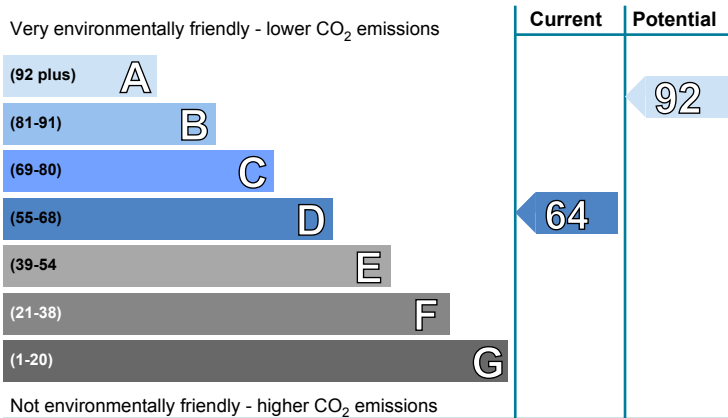 Current Potential
Very environmentally friendly - lower CO2 emissions
(92 plus) A
92
(81-91) B
(69-80) C
(55-68) D 64
(39-54 E
(21-38) F
(1-20) G
Not environmentally friendly - higher CO2 emissions